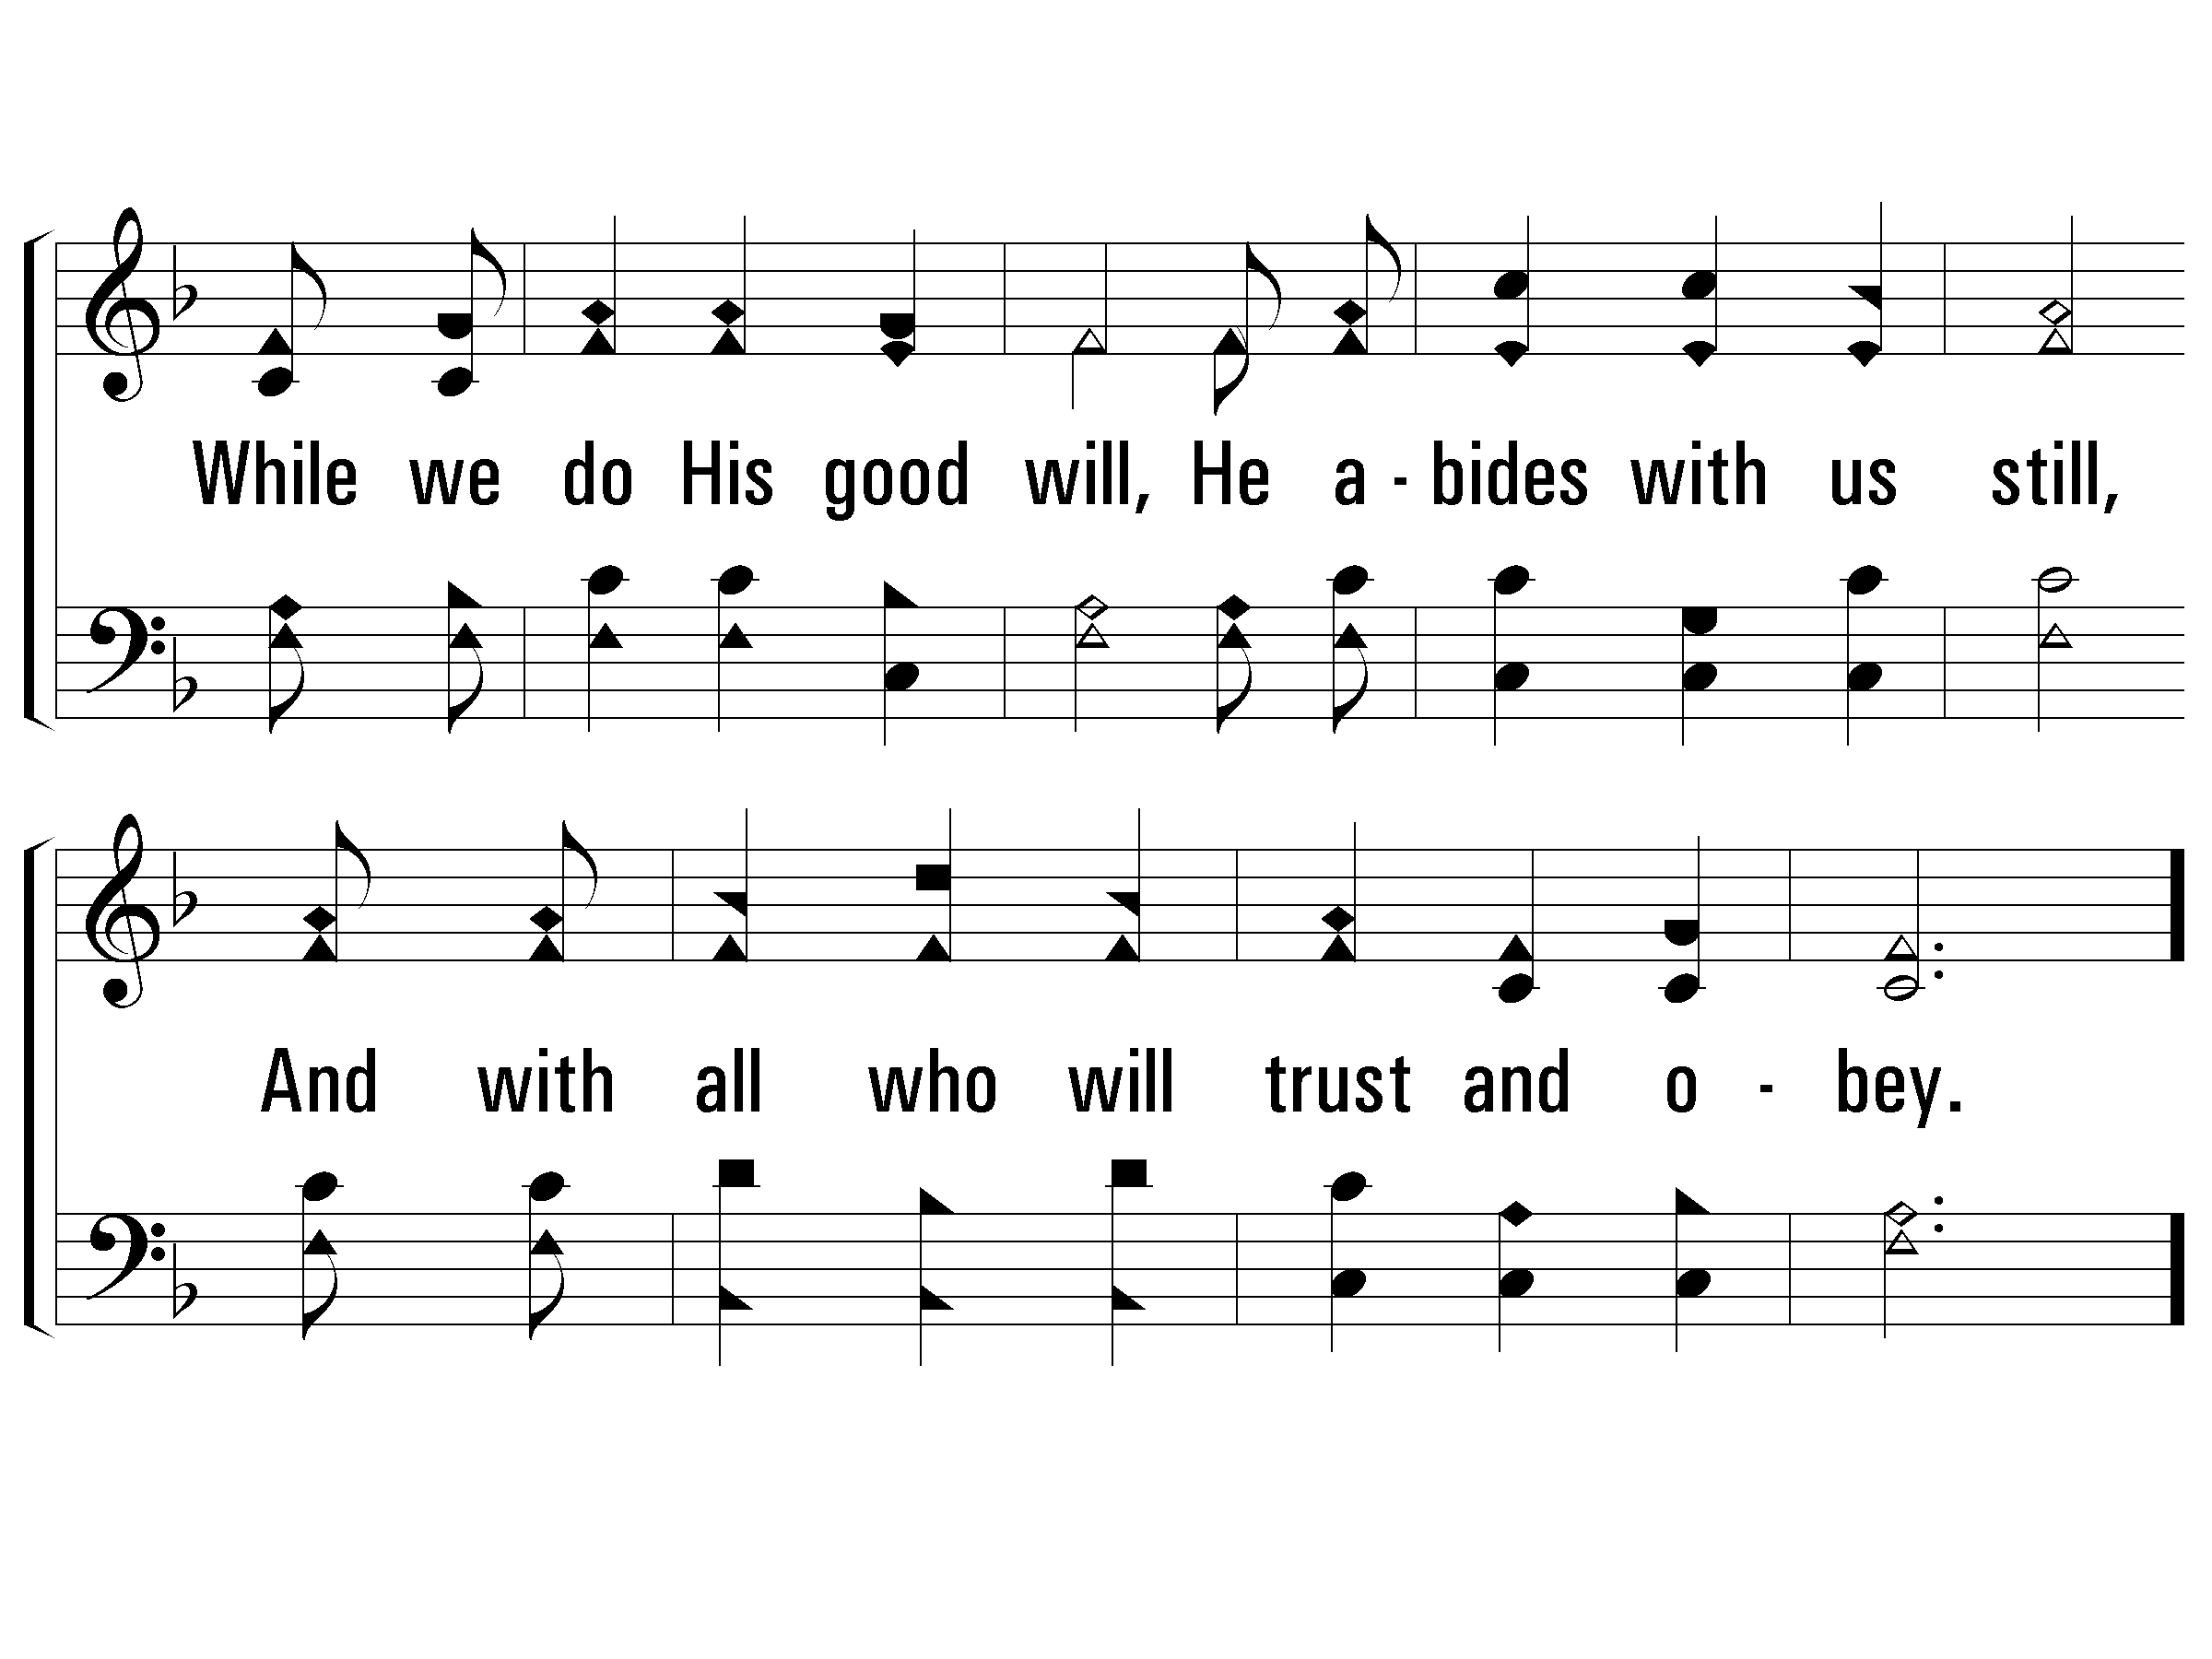 While we do His good will, He a - bides with us still,
And with all who will trust and o - bey.